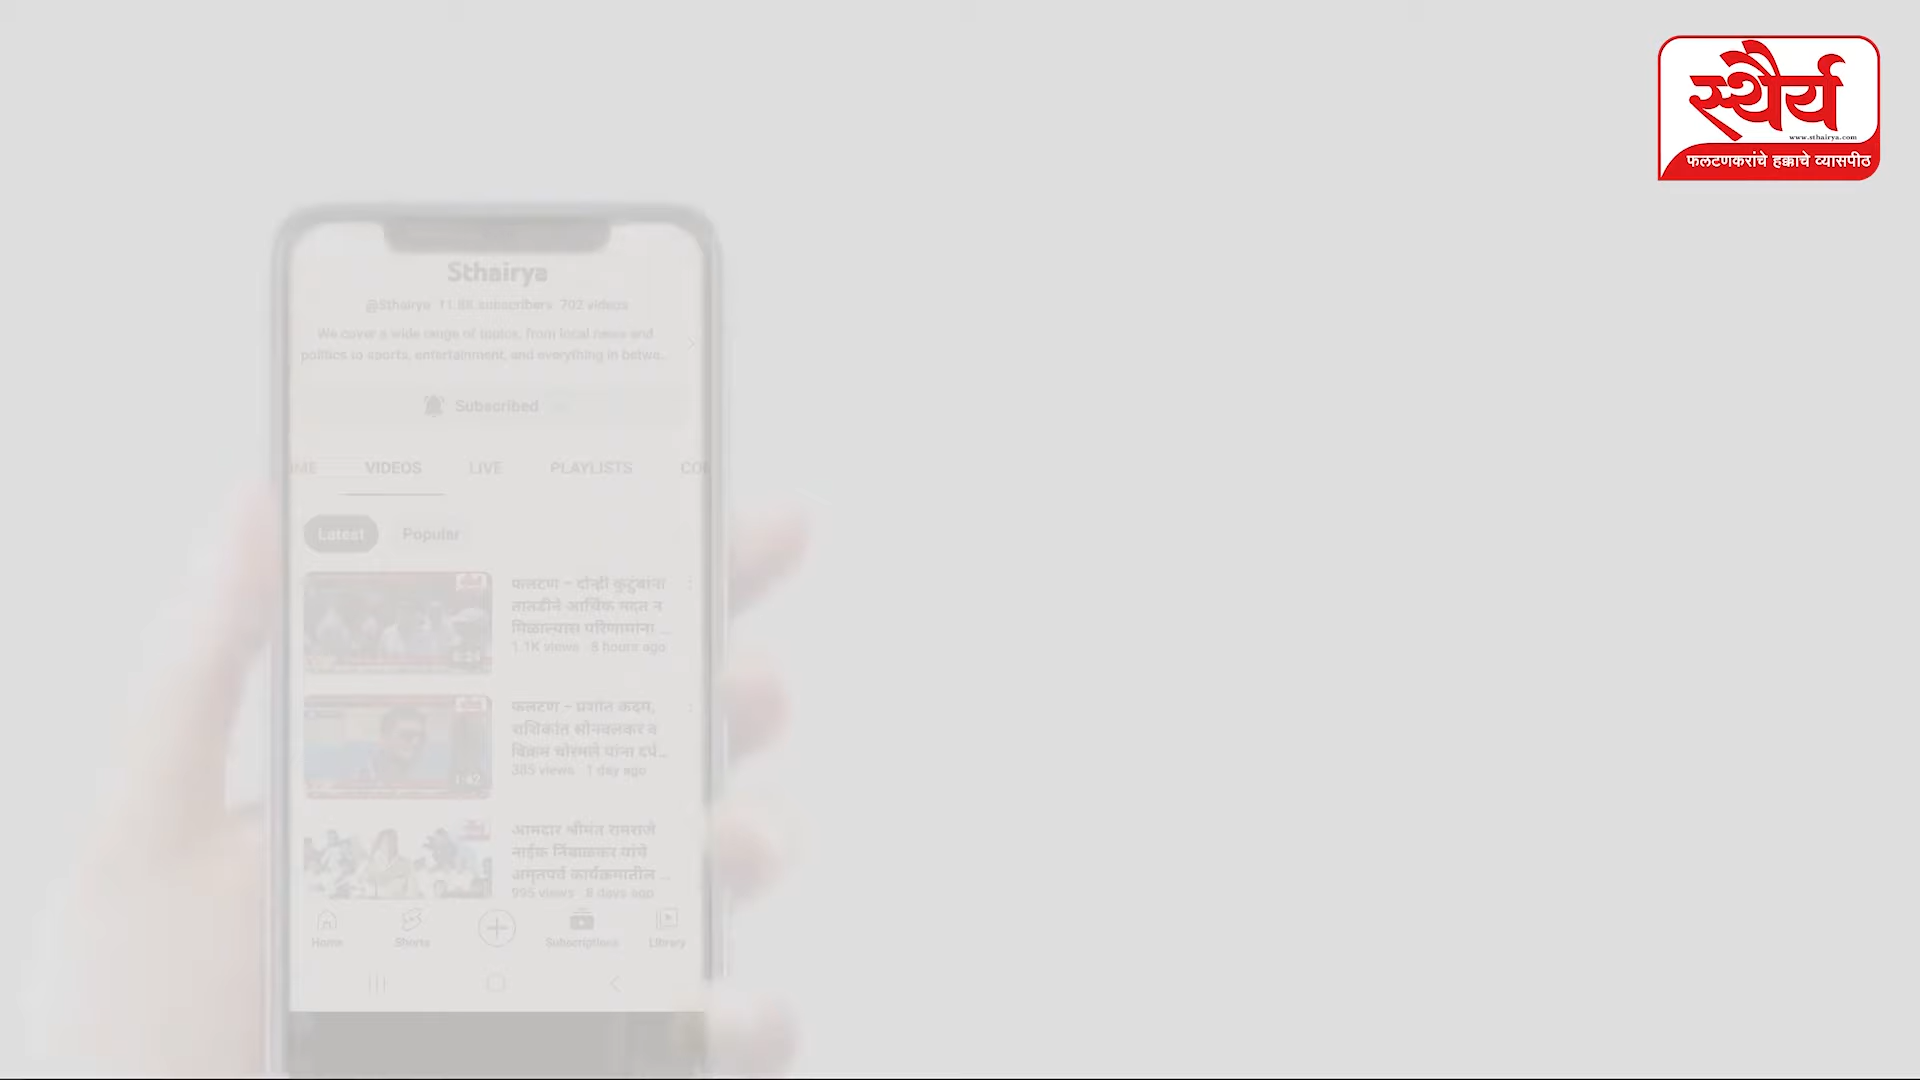 स्थैर्य
www.sthairya.com
फलटणकरांचे हक्काचे व्यासपीठ
Sthairya
@Sthairya 11.8K subscribers 702 videos
We cover a wide range of topics, from local news and
politics to sports, entertainment, and everything in betwe...
Subscribed
VIDEOS LIVE PLAYLISTS
Latest Popular
फलटण - दोन्ही कुटुंबांना
तातडीने आर्थिक मदत न
मिळाल्यास परिणामांना ...
1.1K views 8 hours ago
फलटण - प्रशांत कदम,
शशिकांत सोनवलकर व
विक्रम चोरमले यांना दर्प...
385 views 1 day ago
1:42
आमदार श्रीमंत रामराजे
नाईक निंबाळकर यांचे
अमृतपर्व कार्यक्रमातील ...
995 views 8 days ago
Home Shorts Subscriptions Library